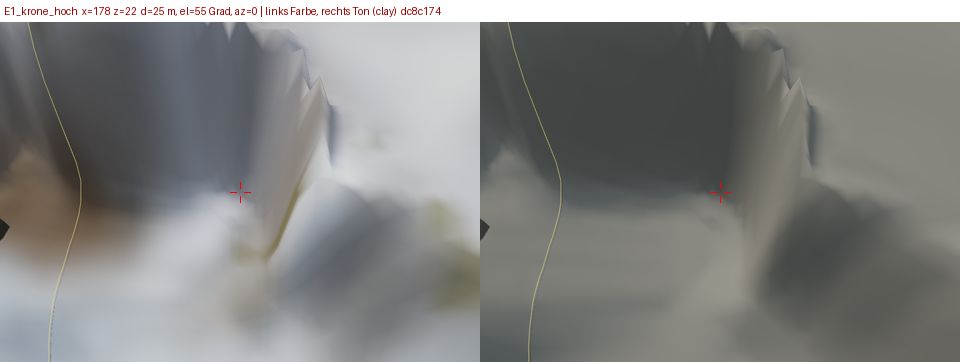 E1_krone_hoch x=178 z=22 d=25 m, el=55 Grad, az=0 | links Farbe, rechts Ton (clay) dc8c174